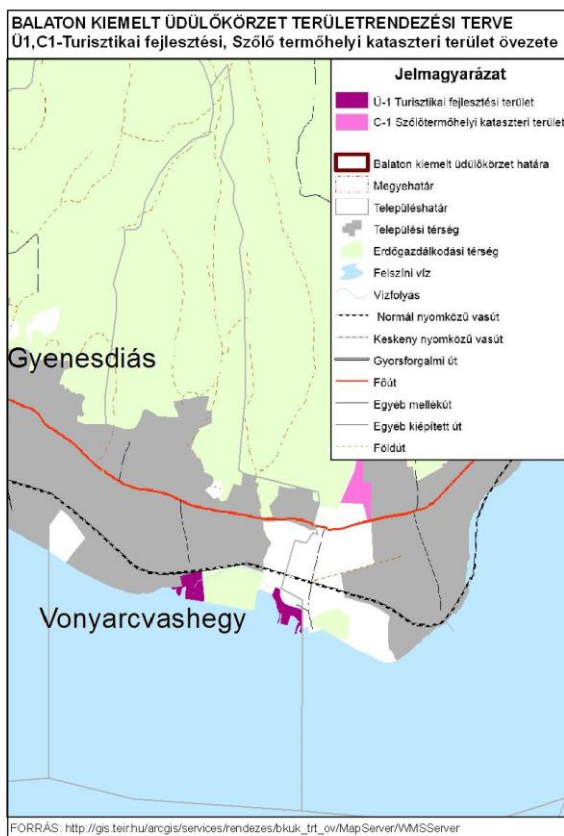 BALATON KIEMELT ÜDÜLŐKÖRZET TERÜLETRENDEZÉSI TERVE
Ü1,C1-Turisztikai fejlesztési, Szőlő termőhelyi kataszteri terület övezete
Jelmagyarázat
Ü-1 Turisztikai fejlesztési terület
C-1 Szőlőtermőhelyi kataszteri terület
Balaton kiemelt üdülőkörzet határa
Megyehatár
Településhatár
Települési térség
Erdőgazdálkodási térség
Felszíni víz
Vízfolyás
Normál nyomközű vasút
Keskeny nyomközű vasút
Gyorsforgalmi út
Főút
Egyéb mellékút
Egyéb kiépített út
Földút
Gyenesdiás
Vonyarcvashegy
FORRÁS: http://gis.teir.hu/arcgis/services/rendezes/bkuk_trt_ov/MapServer/WMSServer